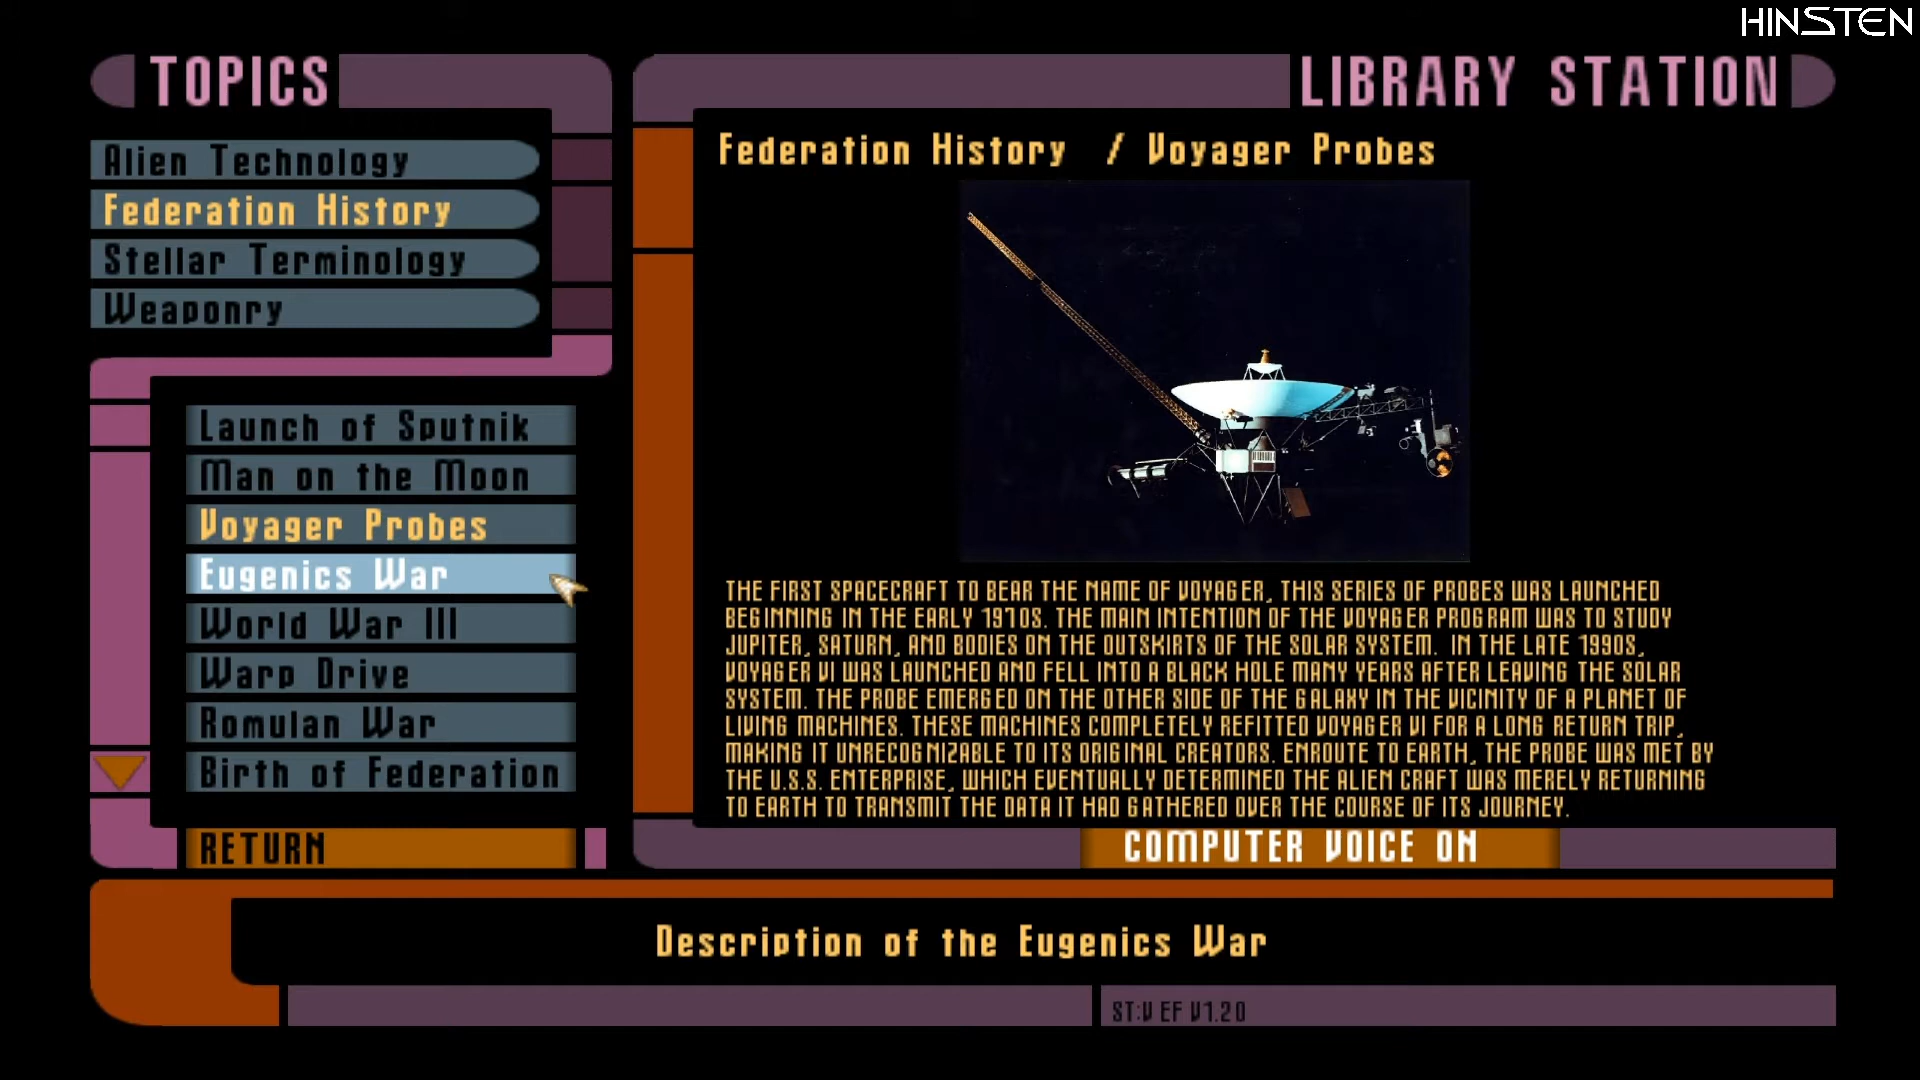 HINSTEN
TOPICS
LIBRARY STATION
Alien Technology
Federation History
Stellar Terminology
Weaponry
Launch of Sputnik
Man on the Moon
Voyager Probes
Eugenics War
World War III
Warp Drive
Romulan War
Birth of Federation
RETURN
Federation History / Voyager Probes
THE FIRST SPACECRAFT TO BEAR THE NAME OF VOYAGER, THIS SERIES OF PROBES WAS LAUNCHED
BEGINNING IN THE EARLY 1970S. THE MAIN INTENTION OF THE VOYAGER PROGRAM WAS TO STUDY
JUPITER, SATURN, AND BODIES ON THE OUTSKIRTS OF THE SOLAR SYSTEM. IN THE LATE 1990S,
VOYAGER VI WAS LAUNCHED AND FELL INTO A BLACK HOLE MANY YEARS AFTER LEAVING THE SOLAR
SYSTEM. THE PROBE EMERGED ON THE OTHER SIDE OF THE GALAXY IN THE VICINITY OF A PLANET OF
LIVING MACHINES. THESE MACHINES COMPLETELY REFITTED VOYAGER VI FOR A LONG RETURN TRIP,
MAKING IT UNRECOGNIZABLE TO ITS ORIGINAL CREATORS. ENROUTE TO EARTH, THE PROBE WAS MET BY
THE U.S.S. ENTERPRISE, WHICH EVENTUALLY DETERMINED THE ALIEN CRAFT WAS MERELY RETURNING
TO EARTH TO TRANSMIT THE DATA IT HAD GATHERED OVER THE COURSE OF ITS JOURNEY.
COMPUTER VOICE ON
Description of the Eugenics War
ST:V EF V1.20